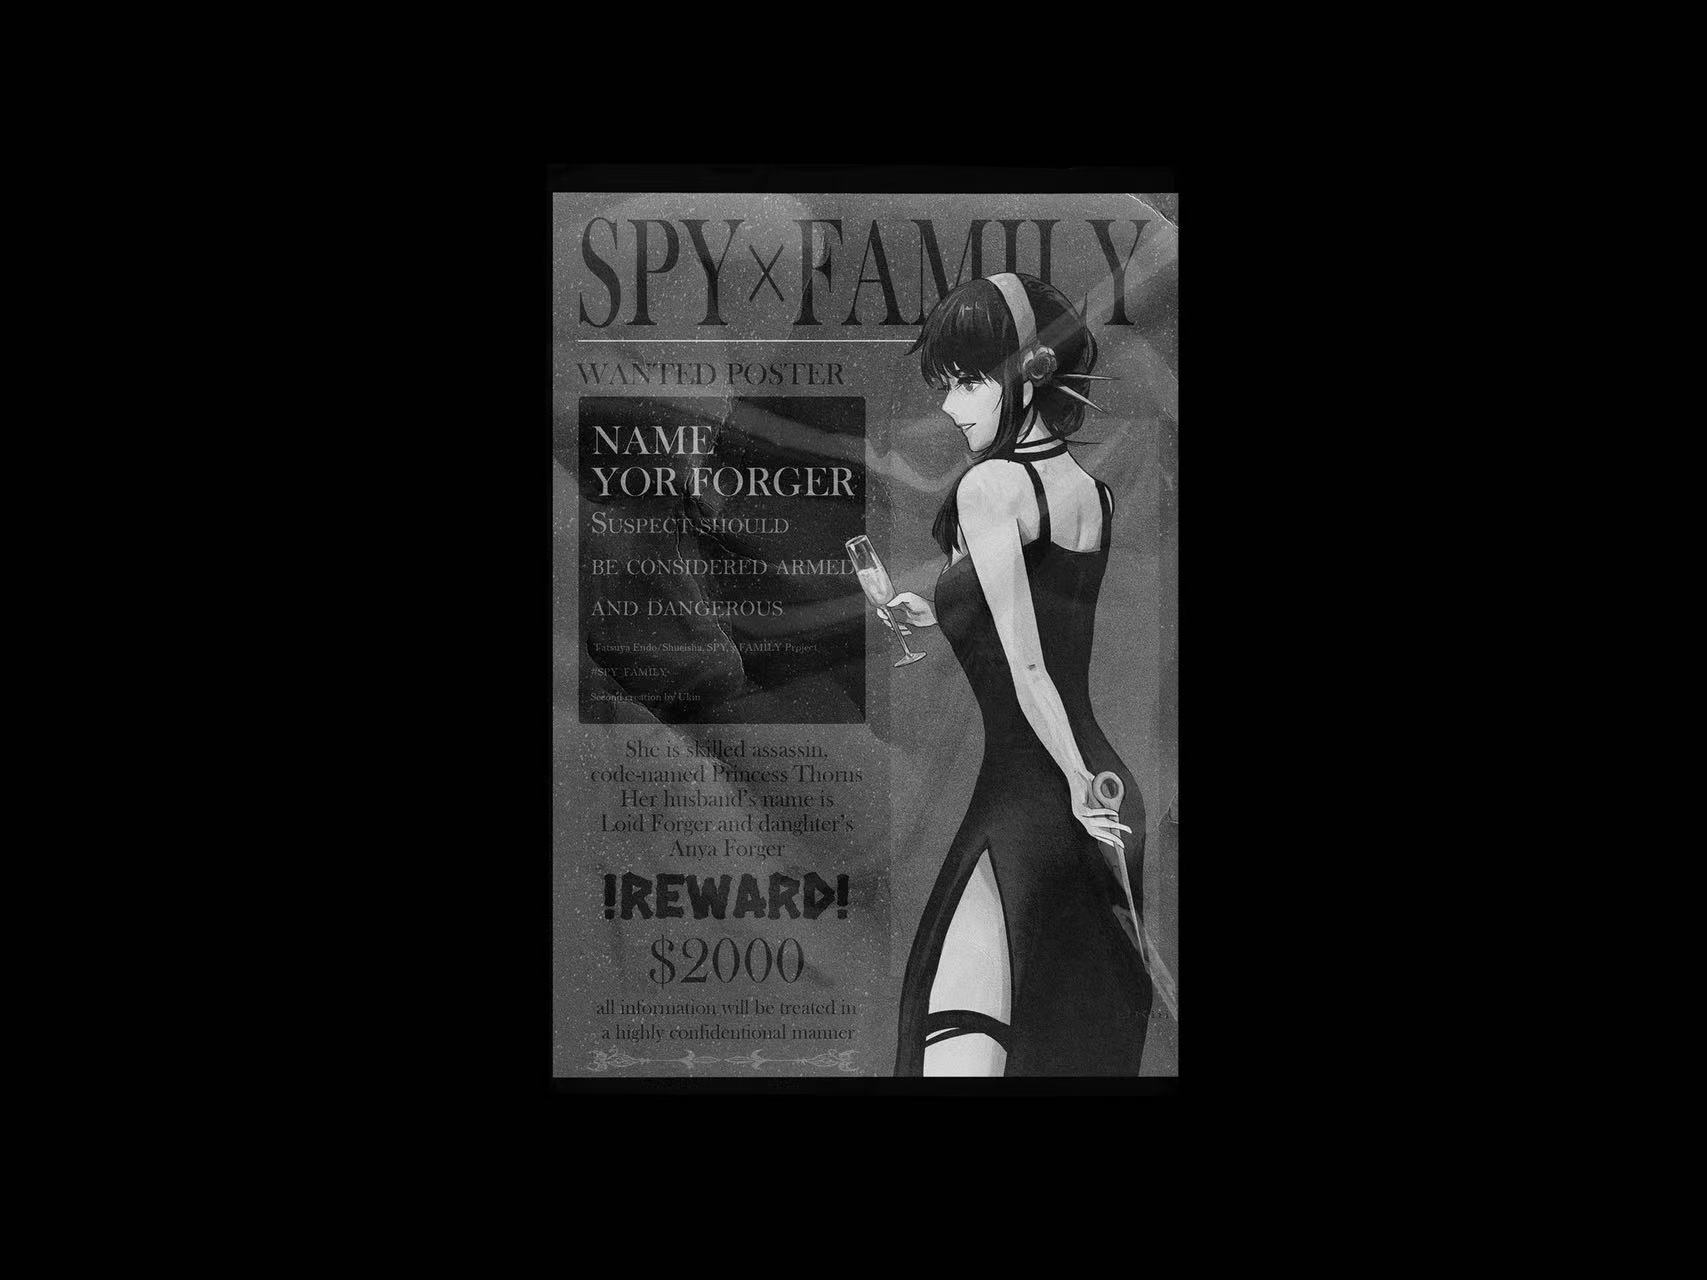 SPY×FAMILY
WANTED POSTER
NAME
YOR FORGER
SUSPECT SHOULD
BE CONSIDERED ARMED
AND DANGEROUS
Tatsuya Endo/Shueisha, SPY x FAMILY Project
#SPY_FAMILY
Second creation by Ukin
She is skilled assassin,
code-named Princess Thorns
Her husband's name is
Loid Forger and danghter's
Anya Forger
!REWARD!
$2000
all information will be treated in
a highly confidentional manner